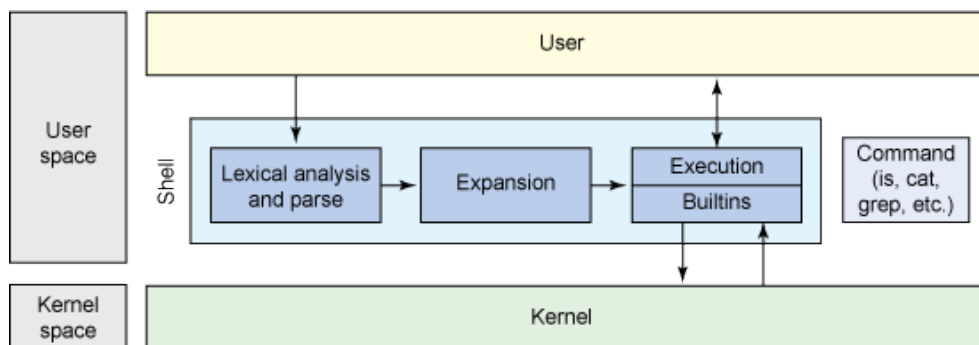 User
User
space
Shell
Lexical analysis
and parse
Expansion
Execution
Builtins
Command
(is, cat,
grep, etc.)
Kernel
space
Kernel